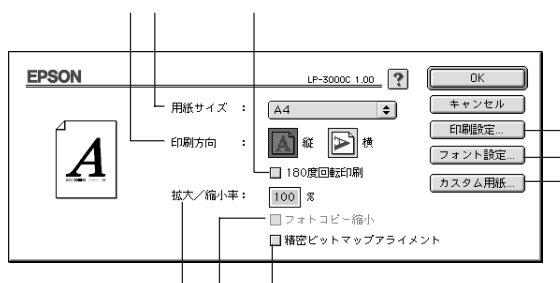 EPSON
LP-3000C 1.00 ?
OK
用紙サイズ : A4
キャンセル
印刷方向 : A 縦 A 横
印刷設定...
180度回転印刷
フォント設定...
拡大/縮小率: 100 %
カスタム用紙...
フォトコピー縮小
精密ビットマップアライメント
A